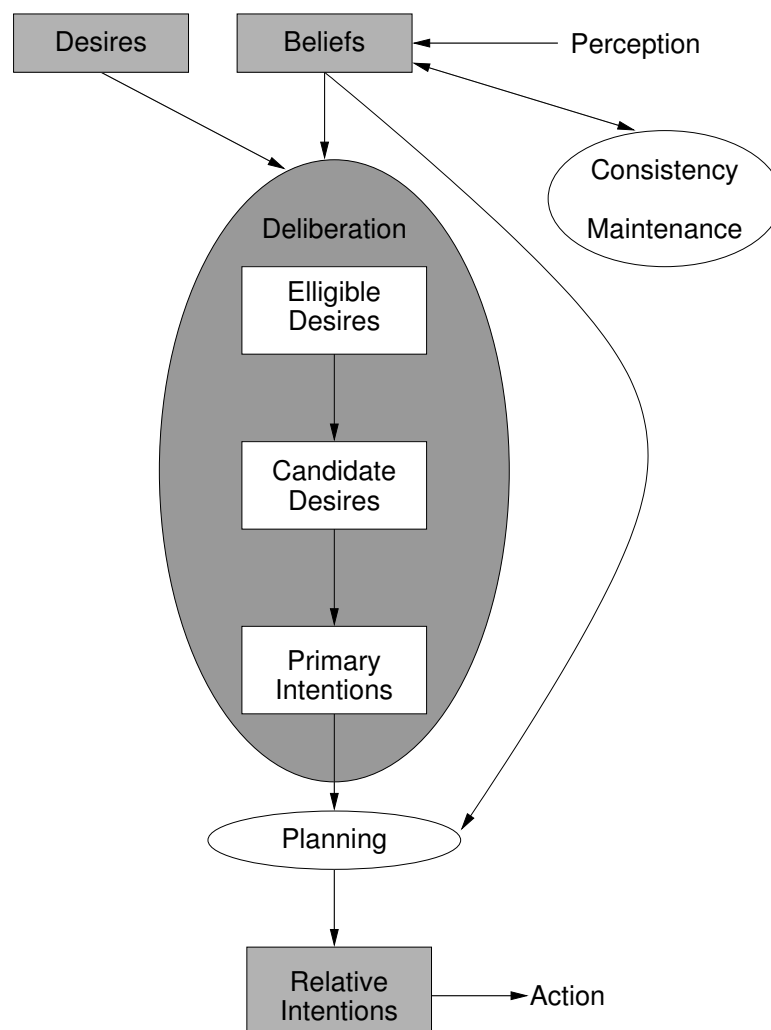 Desires
Beliefs
Perception
Consistency
Maintenance
Deliberation
Elligible
Desires
Candidate
Desires
Primary
Intentions
Planning
Relative
Intentions
Action